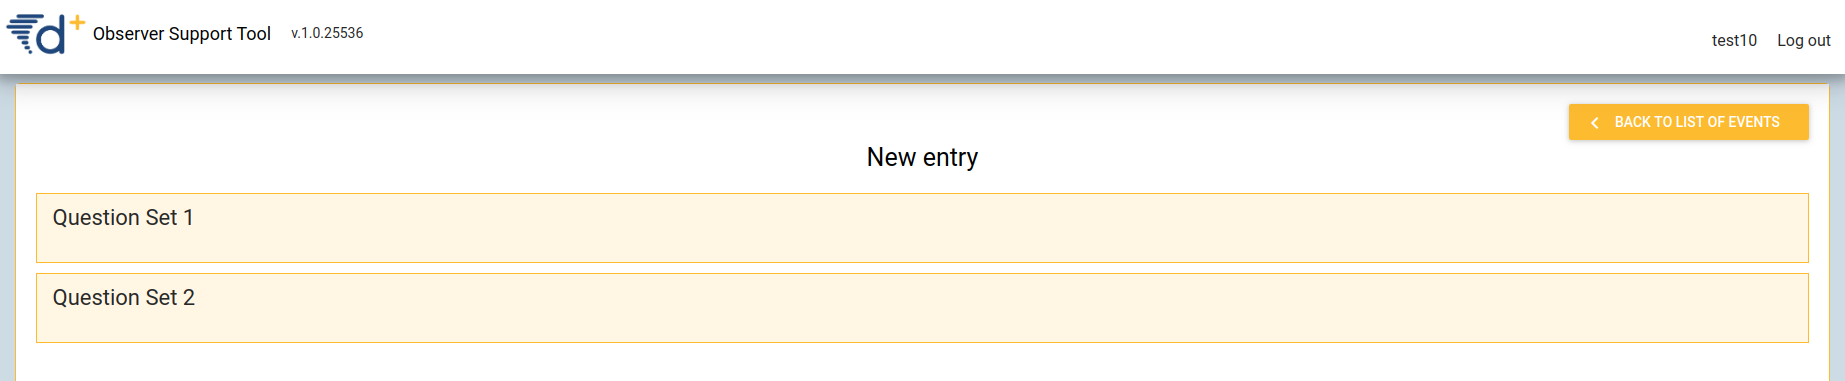 d+ Observer Support Tool v.1.0.25536
test10 Log out
BACK TO LIST OF EVENTS
New entry
Question Set 1
Question Set 2